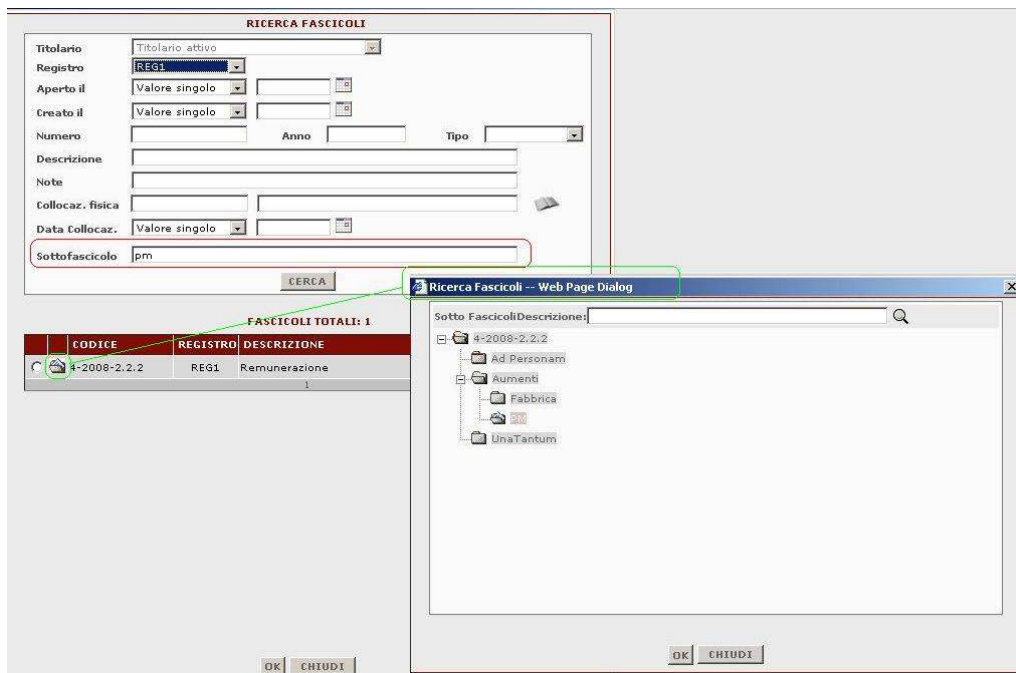 RICERCA FASCICOLI
Titolario Titolario attivo
Registro REG1
Aperto il Valore singolo
Creato il Valore singolo
Numero Anno Tipo
Descrizione
Note
Collocaz. fisica
Data Collocaz. Valore singolo
Sottofascicolo pm
CERCA
FASCICOLI TOTALI: 1
CODICE REGISTRO DESCRIZIONE
4-2008-2.2.2 REG1 Remunerazione
1
OK CHIUDI
Ricerca Fascicoli -- Web Page Dialog
Sotto FascicoliDescrizione:
4-2008-2.2.2
Ad Personam
Aumenti
Fabbrica
PM
UnaTantum
OK CHIUDI